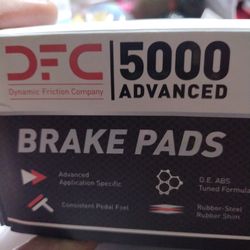 DFC
Dynamic Friction Company
5000
ADVANCED
BRAKE PADS
Advanced
Application Specific
O.E. ABS
Tuned Formula
Consistent Pedal Feel
Rubber-Steel
Rubber Shim